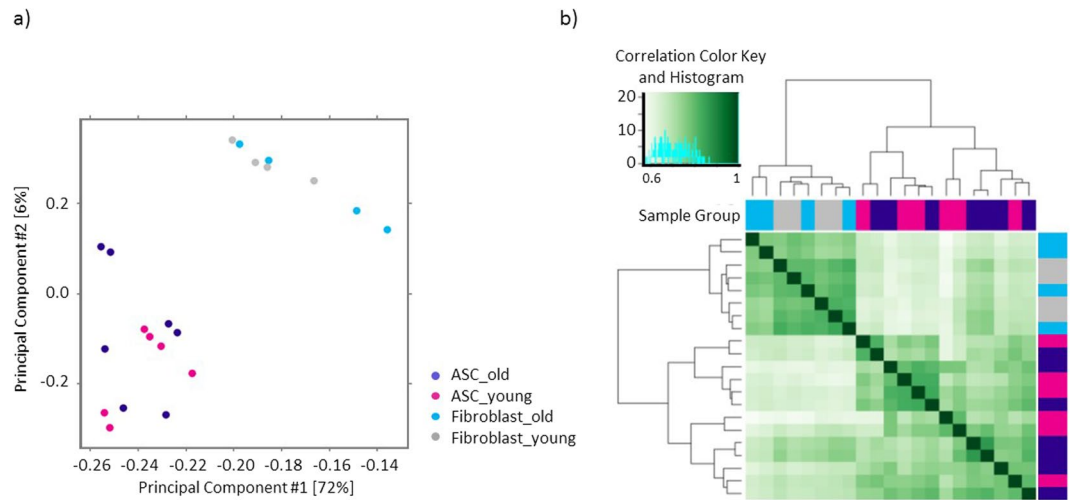 a)
0.2
0.0
-0.2
Principal Component #2 [6%]
-0.26 -0.24 -0.22 -0.20 -0.18 -0.16 -0.14
Principal Component #1 [72%]
ASC_old
ASC_young
Fibroblast_old
Fibroblast_young
b)
Correlation Color Key
and Histogram
20
10
0
0.6 1
Sample Group